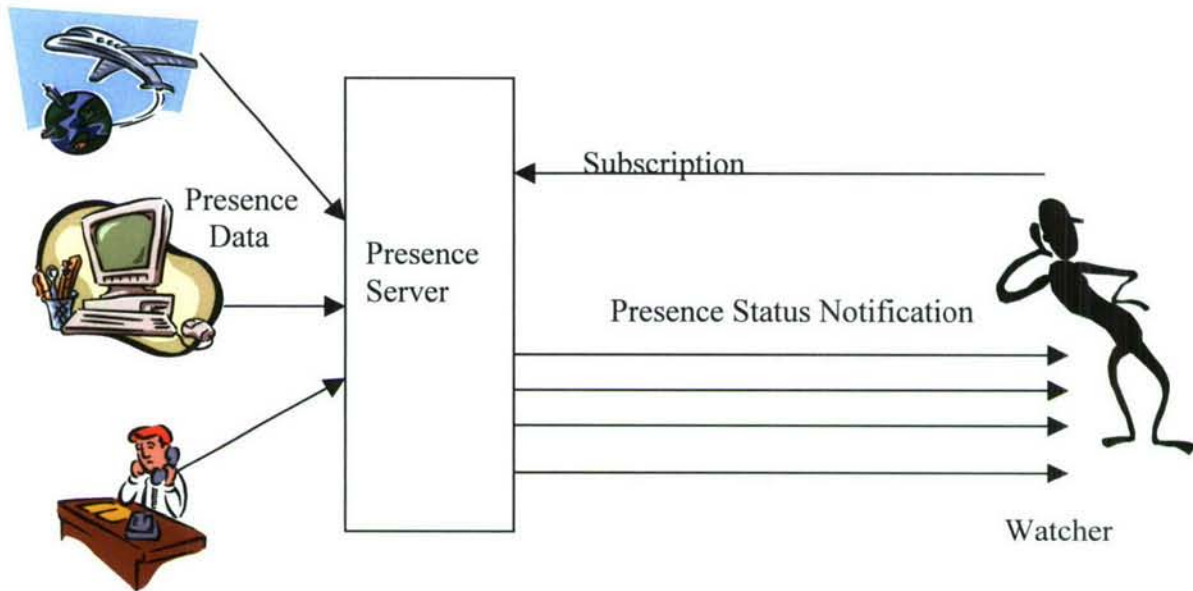 Subscription
Presence
Data
Presence
Server
Presence Status Notification
Watcher